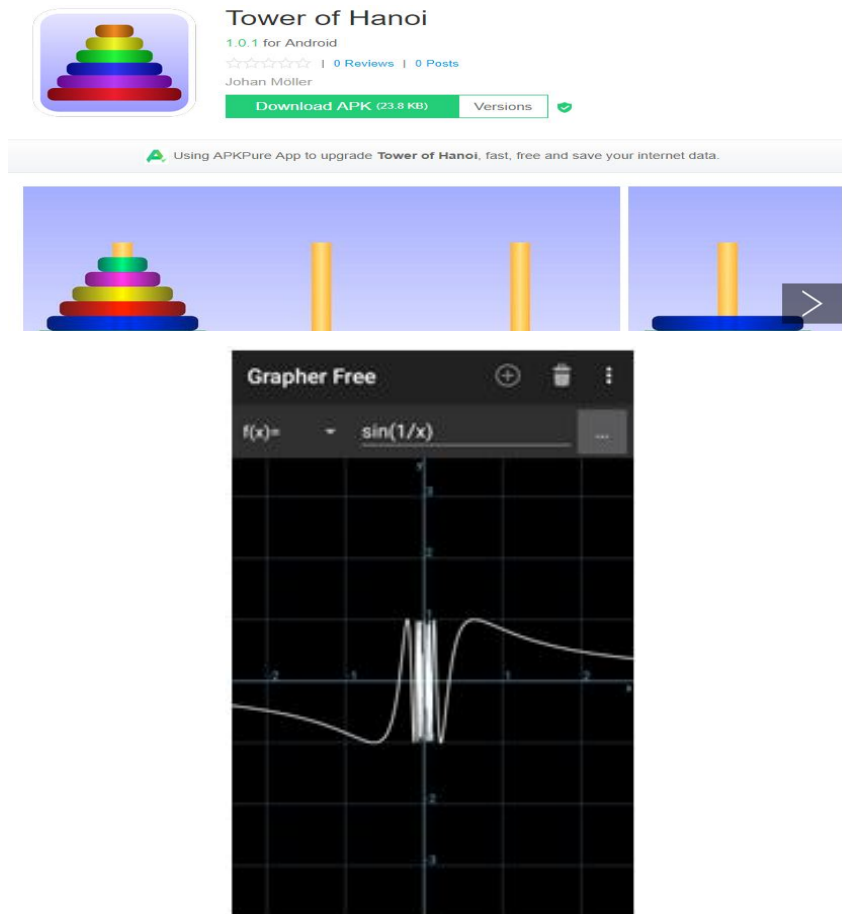 Tower of Hanoi
1.0.1 for Android
| 0 Reviews | 0 Posts
Johan Möller
Download APK (23.8 KB) Versions
Using APKPure App to upgrade Tower of Hanoi, fast, free and save your internet data.
Grapher Free
f(x)= sin(1/x) ...
y
3
2
1
-2 -1 1 2
x
-2
-3